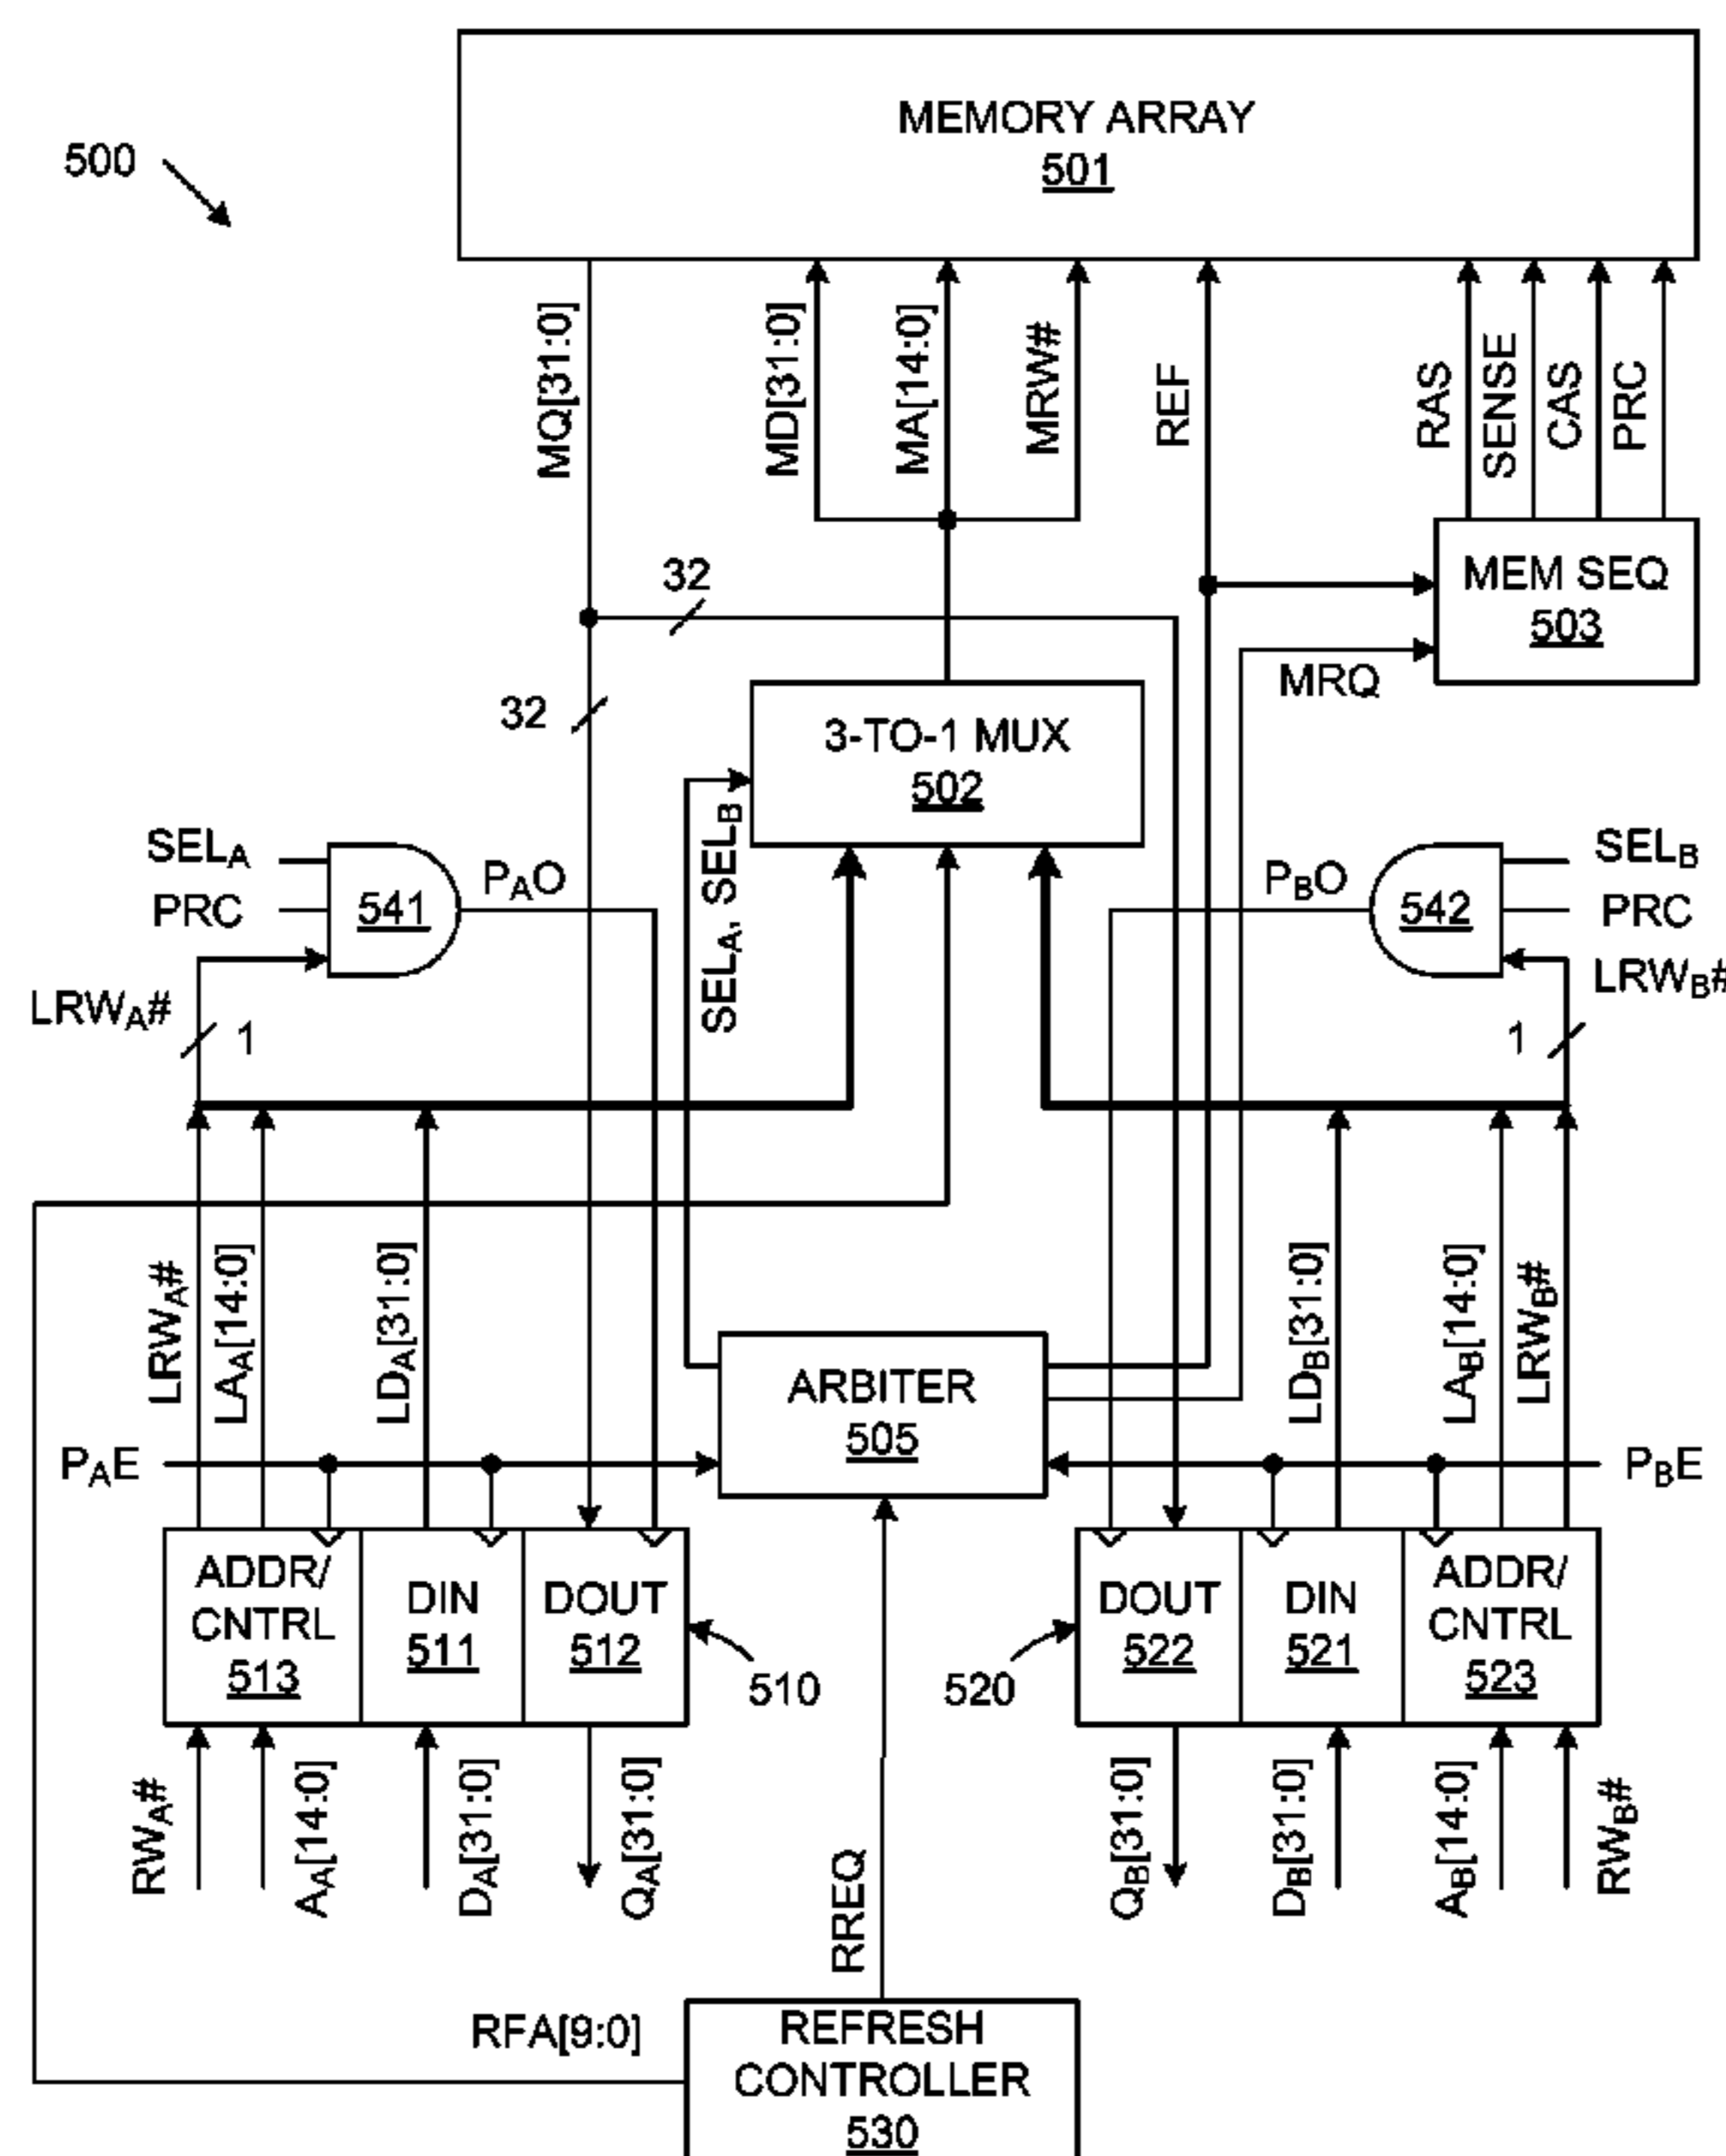 500
MEMORY ARRAY
501
MQ[31:0]
MD[31:0]
MA[14:0]
MRW#
REF
RAS
SENSE
CAS
PRC
32
32
MEM SEQ
503
MRQ
3-TO-1 MUX
502
SELA
PRC
541
PAO
LRWA#
1
SELA, SELB
PBO
542
SELB
PRC
LRWB#
1
LRWA#
LAA[14:0]
LDA[31:0]
ARBITER
505
LDB[31:0]
LAB[14:0]
LRWB#
PAE
PBE
ADDR/
CNTRL
513
DIN
511
DOUT
512
510
520
DOUT
522
DIN
521
ADDR/
CNTRL
523
RWA#
AA[14:0]
DA[31:0]
QA[31:0]
RREQ
QB[31:0]
DB[31:0]
AB[14:0]
RWB#
RFA[9:0]
REFRESH
CONTROLLER
530